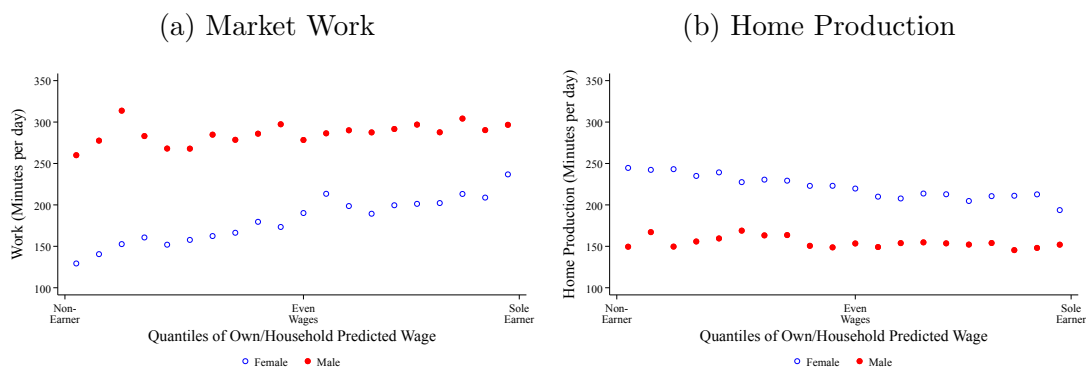 (a) Market Work
Work (Minutes per day)
350
300
250
200
150
100
Non-
Earner
Even
Wages
Sole
Earner
Quantiles of Own/Household Predicted Wage
Female
Male
(b) Home Production
Home Production (Minutes per day)
350
300
250
200
150
100
Non-
Earner
Even
Wages
Sole
Earner
Quantiles of Own/Household Predicted Wage
Female
Male